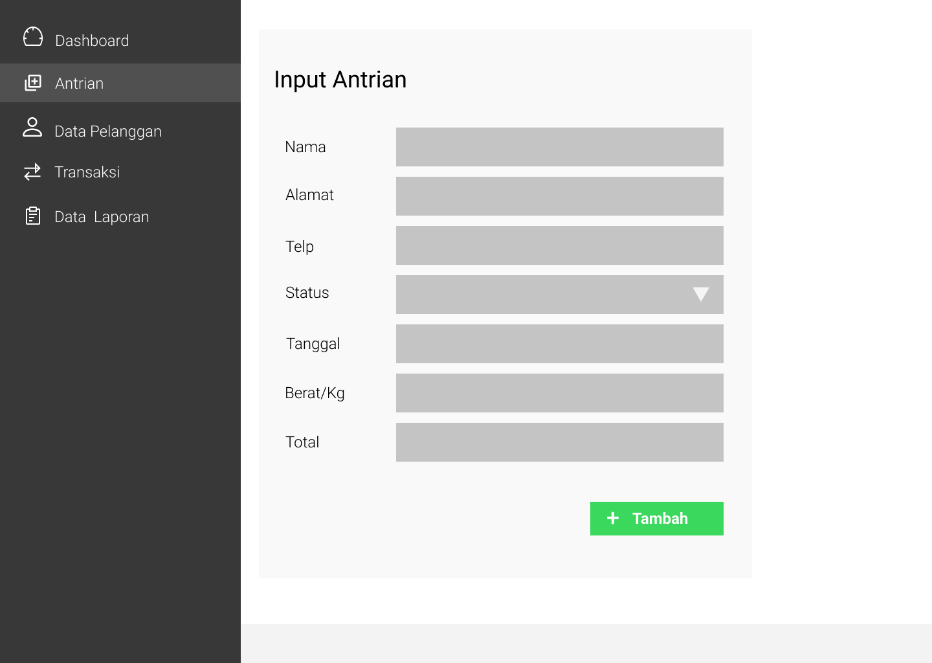 Dashboard
Antrian
Data Pelanggan
Transaksi
Data Laporan
Input Antrian
Nama
Alamat
Telp
Status
Tanggal
Berat/Kg
Total
+ Tambah